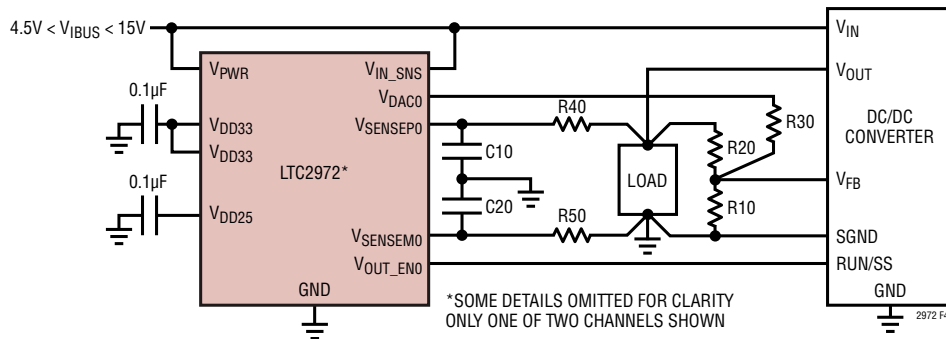 4.5V < VIBUS < 15V
VPWR
VIN_SNS
VIN
VDAC0
VOUT
0.1µF
R40
R30
VDD33
VSENSEP0
DC/DC
CONVERTER
VDD33
C10
R20
LTC2972*
LOAD
VFB
0.1µF
C20
R10
VDD25
VSENSEM0
R50
SGND
VOUT_EN0
RUN/SS
GND
*SOME DETAILS OMITTED FOR CLARITY
ONLY ONE OF TWO CHANNELS SHOWN
GND